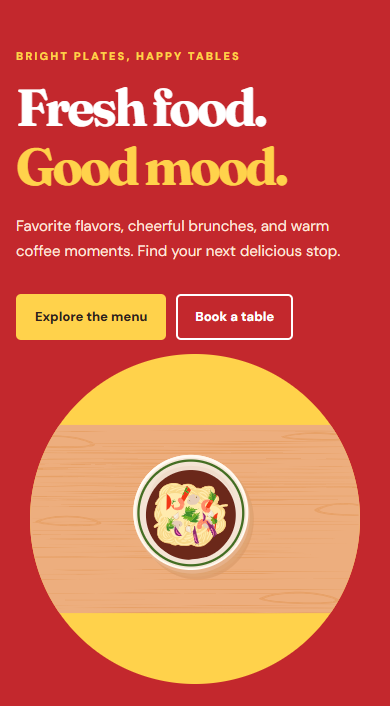 BRIGHT PLATES, HAPPY TABLES
Fresh food.
Good mood.
Favorite flavors, cheerful brunches, and warm
coffee moments. Find your next delicious stop.
Explore the menu
Book a table